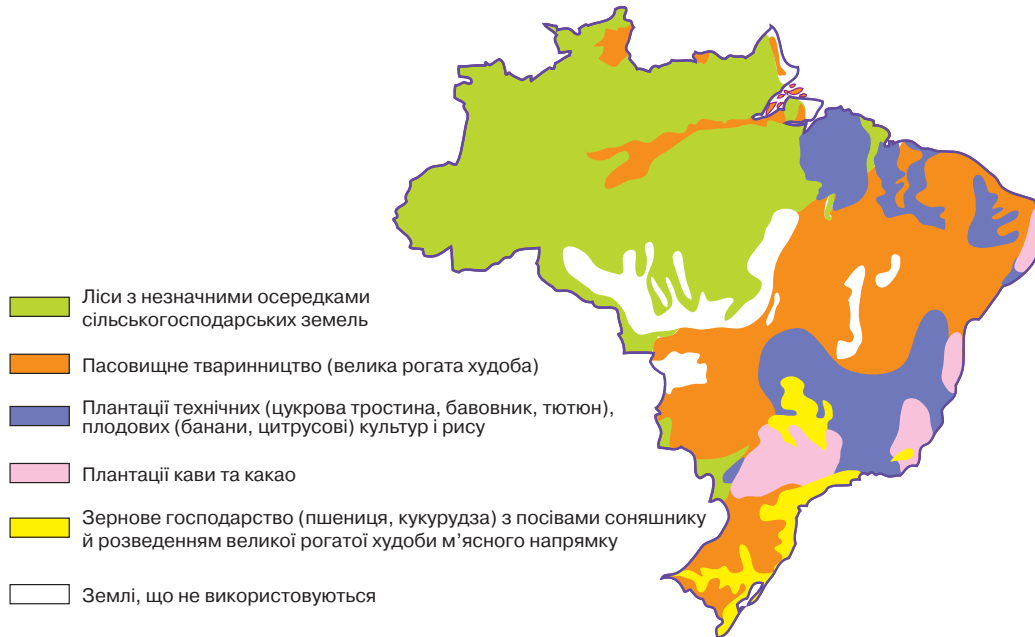 Ліси з незначними осередками
сільськогосподарських земель
Пасовищне тваринництво (велика рогата худоба)
Плантації технічних (цукрова тростина, бавовник, тютюн),
плодових (банани, цитрусові) культур і рису
Плантації кави та какао
Зернове господарство (пшениця, кукурудза) з посівами соняшнику
й розведенням великої рогатої худоби м’ясного напрямку
Землі, що не використовуються